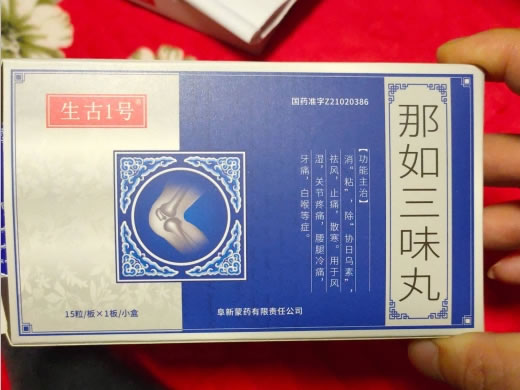 生古1号®
国药准字Z21020386
那如三味丸
【功能主治】
消“粘”，除“协日乌素”，
祛风，止痛，散寒。用于风
湿，关节疼痛，腰腿冷痛，
牙痛，白喉等症。
15粒/板×1板/小盒
阜新蒙药有限责任公司